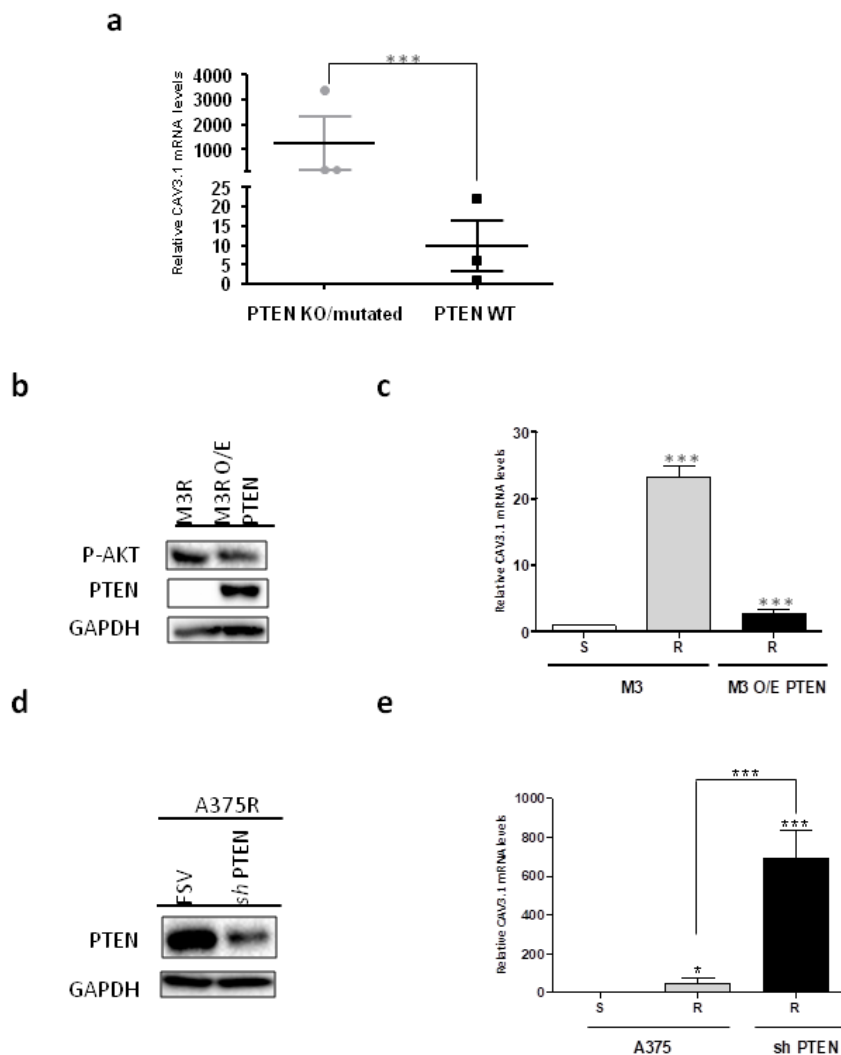 a
***
Relative CAV3.1 mRNA levels
4000
3000
2000
1000
25
20
15
10
5
0
PTEN KO/mutated
PTEN WT
b
M3R
M3R O/E
PTEN
P-AKT
PTEN
GAPDH
c
Relative CAV3.1 mRNA levels
30
20
10
0
***
***
S
R
R
M3
M3 O/E PTEN
d
A375R
FSV
sh PTEN
PTEN
GAPDH
e
Relative CAV3.1 mRNA levels
1000
800
600
400
200
0
***
***
*
S
R
R
A375
sh PTEN